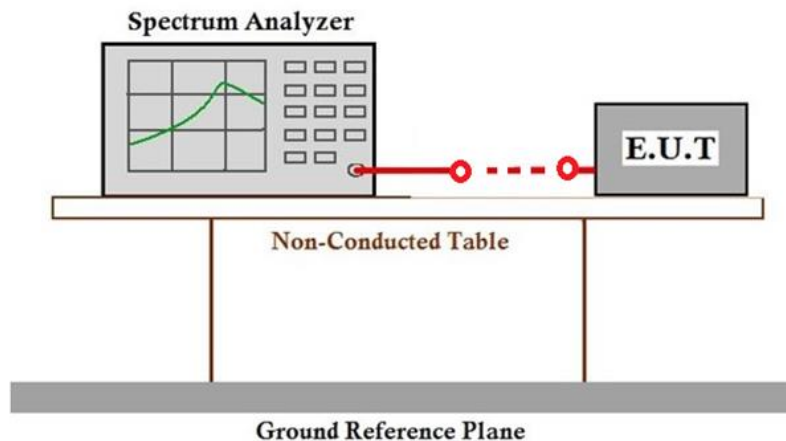 Spectrum Analyzer
E.U.T
Non-Conducted Table
Ground Reference Plane